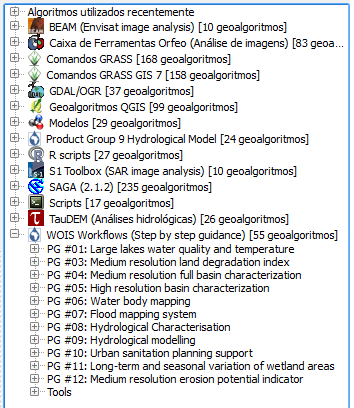 Algoritmos utilizados recentemente
BEAM (Envisat image analysis) [10 geoalgoritmos]
Caixa de Ferramentas Orfeo (Análise de imagens) [83 geoa...
Comandos GRASS [168 geoalgoritmos]
Comandos GRASS GIS 7 [158 geoalgoritmos]
GDAL/OGR [37 geoalgoritmos]
Geoalgoritmos QGIS [99 geoalgoritmos]
Modelos [29 geoalgoritmos]
Product Group 9 Hydrological Model [24 geoalgoritmos]
R scripts [27 geoalgoritmos]
S1 Toolbox (SAR image analysis) [10 geoalgoritmos]
SAGA (2.1.2) [235 geoalgoritmos]
Scripts [17 geoalgoritmos]
TauDEM (Análises hidrológicas) [26 geoalgoritmos]
WOIS Workflows (Step by step guidance) [55 geoalgoritmos]
PG #01: Large lakes water quality and temperature
PG #03: Medium resolution land degradation index
PG #04: Medium resolution full basin characterization
PG #05: High resolution basin characterization
PG #06: Water body mapping
PG #07: Flood mapping system
PG #08: Hydrological Characterisation
PG #09: Hydrological modelling
PG #10: Urban sanitation planning support
PG #11: Long-term and seasonal variation of wetland areas
PG #12: Medium resolution erosion potential indicator
Tools